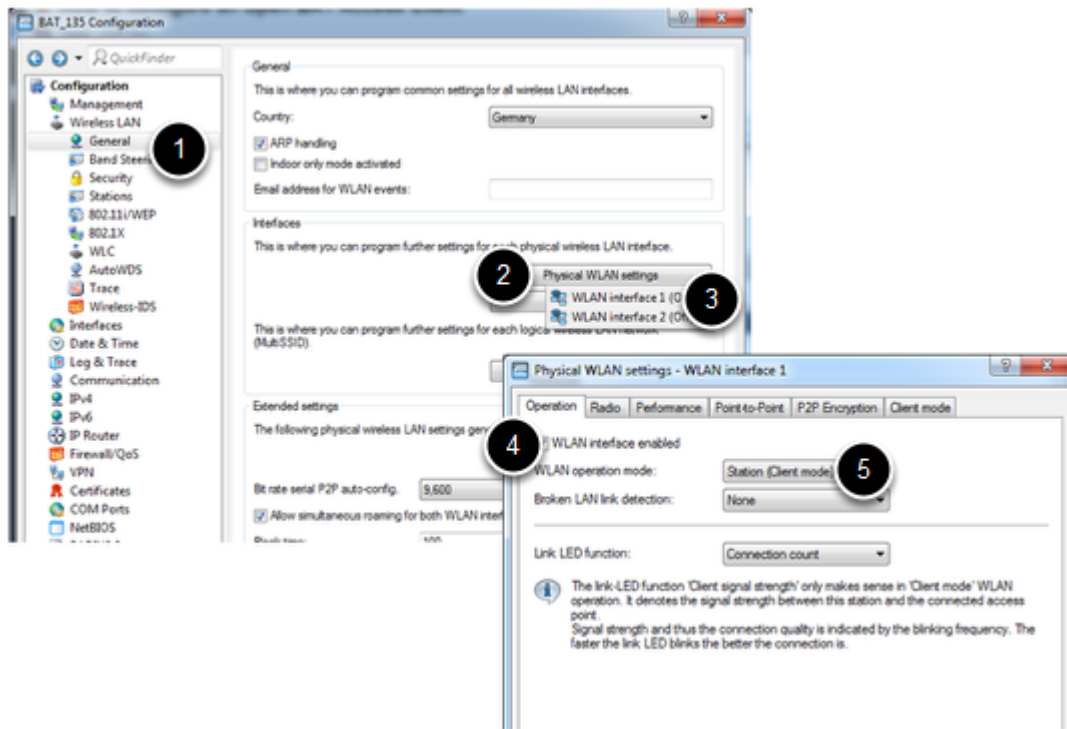 BAT_135 Configuration
QuickFinder
Configuration
Management
Wireless LAN
General
Band Steeri
Security
Stations
802.11i/WEP
802.1X
WLC
AutoWDS
Trace
Wireless-IDS
Interfaces
Date & Time
Log & Trace
Communication
IPv4
IPv6
IP Router
Firewall/QoS
VPN
Certificates
COM Ports
NetBIOS
1
General
This is where you can program common settings for all wireless LAN interfaces.
Country: Germany
ARP handling
Indoor only mode activated
Email address for WLAN events:
Interfaces
This is where you can program further settings for each physical wireless LAN interface.
2 Physical WLAN settings
WLAN interface 1 (O 3
WLAN interface 2 (Of
This is where you can program further settings for each logical wireless LAN network
(MultiSSID).
Extended settings
The following physical wireless LAN settings gene
Bit rate serial P2P auto-config. 9,600
Allow simultaneous roaming for both WLAN interf
100
Physical WLAN settings - WLAN interface 1
Operation Radio Performance Point-to-Point P2P Encryption Client mode
4 WLAN interface enabled
WLAN operation mode: Station (Client mode) 5
Broken LAN link detection: None
Link LED function: Connection count
The link-LED function 'Client signal strength' only makes sense in 'Client mode' WLAN
operation. It denotes the signal strength between this station and the connected access
point.
Signal strength and thus the connection quality is indicated by the blinking frequency. The
faster the link LED blinks the better the connection is.